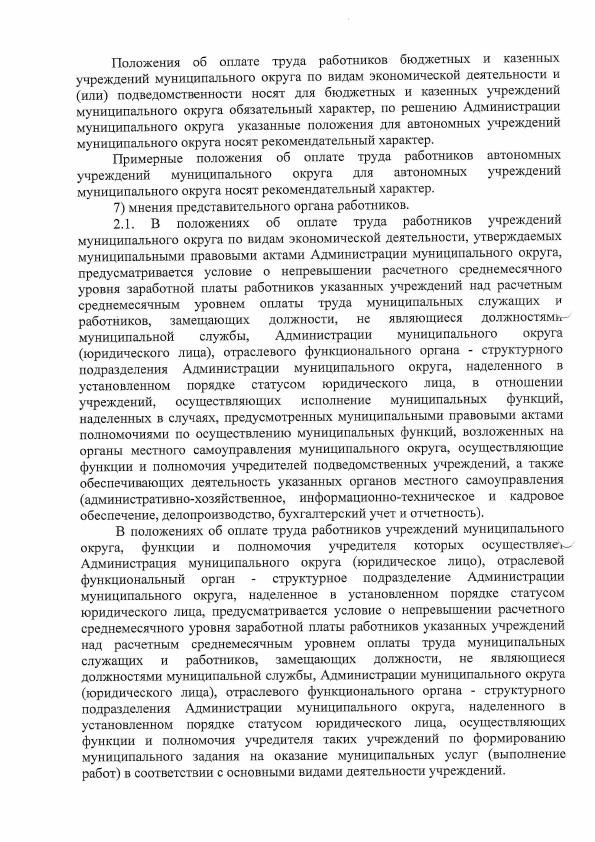 Положения об оплате труда работников бюджетных и казенных
учреждений муниципального округа по видам экономической деятельности и
(или) подведомственности носят для бюджетных и казенных учреждений
муниципального округа обязательный характер, по решению Администрации
муниципального округа указанные положения для автономных учреждений
муниципального округа носят рекомендательный характер.
Примерные положения об оплате труда работников автономных
учреждений муниципального округа для автономных учреждений
муниципального округа носят рекомендательный характер.
7) мнения представительного органа работников.
2.1. В положениях об оплате труда работников учреждений
муниципального округа по видам экономической деятельности, утверждаемых
муниципальными правовыми актами Администрации муниципального округа,
предусматривается условие о непревышении расчетного среднемесячного
уровня заработной платы работников указанных учреждений над расчетным
среднемесячным уровнем оплаты труда муниципальных служащих и
работников, замещающих должности, не являющиеся должностями
муниципальной службы, Администрации муниципального округа
(юридического лица), отраслевого функционального органа - структурного
подразделения Администрации муниципального округа, наделенного в
установленном порядке статусом юридического лица, в отношении
учреждений, осуществляющих исполнение муниципальных функций,
наделенных в случаях, предусмотренных муниципальными правовыми актами
полномочиями по осуществлению муниципальных функций, возложенных на
органы местного самоуправления муниципального округа, осуществляющие
функции и полномочия учредителей подведомственных учреждений, а также
обеспечивающих деятельность указанных органов местного самоуправления
(административно-хозяйственное, информационно-техническое и кадровое
обеспечение, делопроизводство, бухгалтерский учет и отчетность).
В положениях об оплате труда работников учреждений муниципального
округа, функции и полномочия учредителя которых осуществляет
Администрация муниципального округа (юридическое лицо), отраслевой
функциональный орган - структурное подразделение Администрации
муниципального округа, наделенное в установленном порядке статусом
юридического лица, предусматривается условие о непревышении расчетного
среднемесячного уровня заработной платы работников указанных учреждений
над расчетным среднемесячным уровнем оплаты труда муниципальных
служащих и работников, замещающих должности, не являющиеся
должностями муниципальной службы, Администрации муниципального округа
(юридического лица), отраслевого функционального органа - структурного
подразделения Администрации муниципального округа, наделенного в
установленном порядке статусом юридического лица, осуществляющих
функции и полномочия учредителя таких учреждений по формированию
муниципального задания на оказание муниципальных услуг (выполнение
работ) в соответствии с основными видами деятельности учреждений.